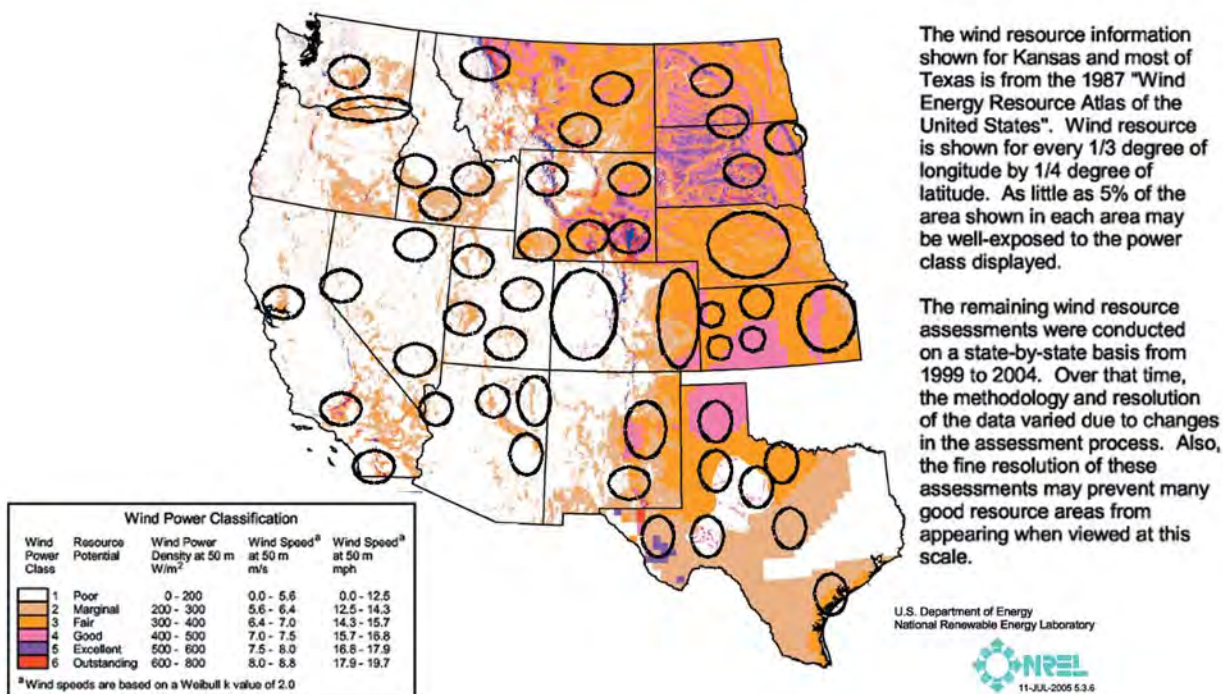 The wind resource information
shown for Kansas and most of
Texas is from the 1987 "Wind
Energy Resource Atlas of the
United States". Wind resource
is shown for every 1/3 degree of
longitude by 1/4 degree of
latitude. As little as 5% of the
area shown in each area may
be well-exposed to the power
class displayed.
The remaining wind resource
assessments were conducted
on a state-by-state basis from
1999 to 2004. Over that time,
the methodology and resolution
of the data varied due to changes
in the assessment process. Also,
the fine resolution of these
assessments may prevent many
good resource areas from
appearing when viewed at this
scale.
Wind Power Classification
Wind Power Class Resource Potential Wind Power Density at 50 m W/m2 Wind Speed a at 50 m m/s Wind Speed a at 50 m mph
1 Poor 0 - 200 0.0 - 5.6 0.0 - 12.5
2 Marginal 200 - 300 5.6 - 6.4 12.5 - 14.3
3 Fair 300 - 400 6.4 - 7.0 14.3 - 15.7
4 Good 400 - 500 7.0 - 7.5 15.7 - 16.8
5 Excellent 500 - 600 7.5 - 8.0 16.8 - 17.9
6 Outstanding 600 - 800 8.0 - 8.8 17.9 - 19.7
a Wind speeds are based on a Weibull k value of 2.0
U.S. Department of Energy
National Renewable Energy Laboratory
NREL
11-JUL-2005 5.3.6